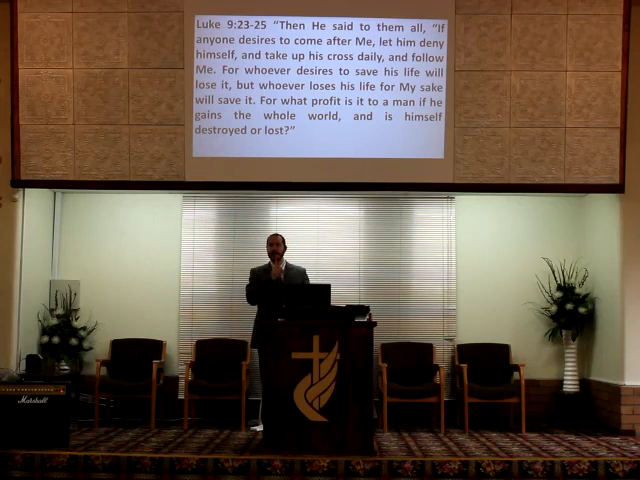 Luke 9:23-25 “Then He said to them all, “If
anyone desires to come after Me, let him deny
himself, and take up his cross daily, and follow
Me. For whoever desires to save his life will
lose it, but whoever loses his life for My sake
will save it. For what profit is it to a man if he
gains the whole world, and is himself
destroyed or lost?”
Marshall